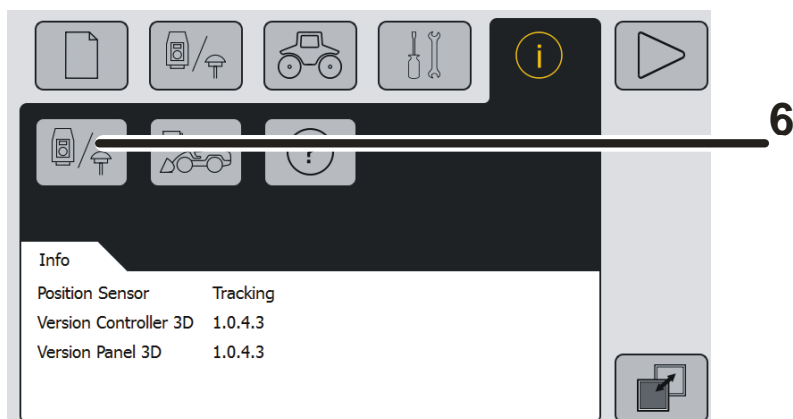 i
6
?
Info
Position Sensor Tracking
Version Controller 3D 1.0.4.3
Version Panel 3D 1.0.4.3